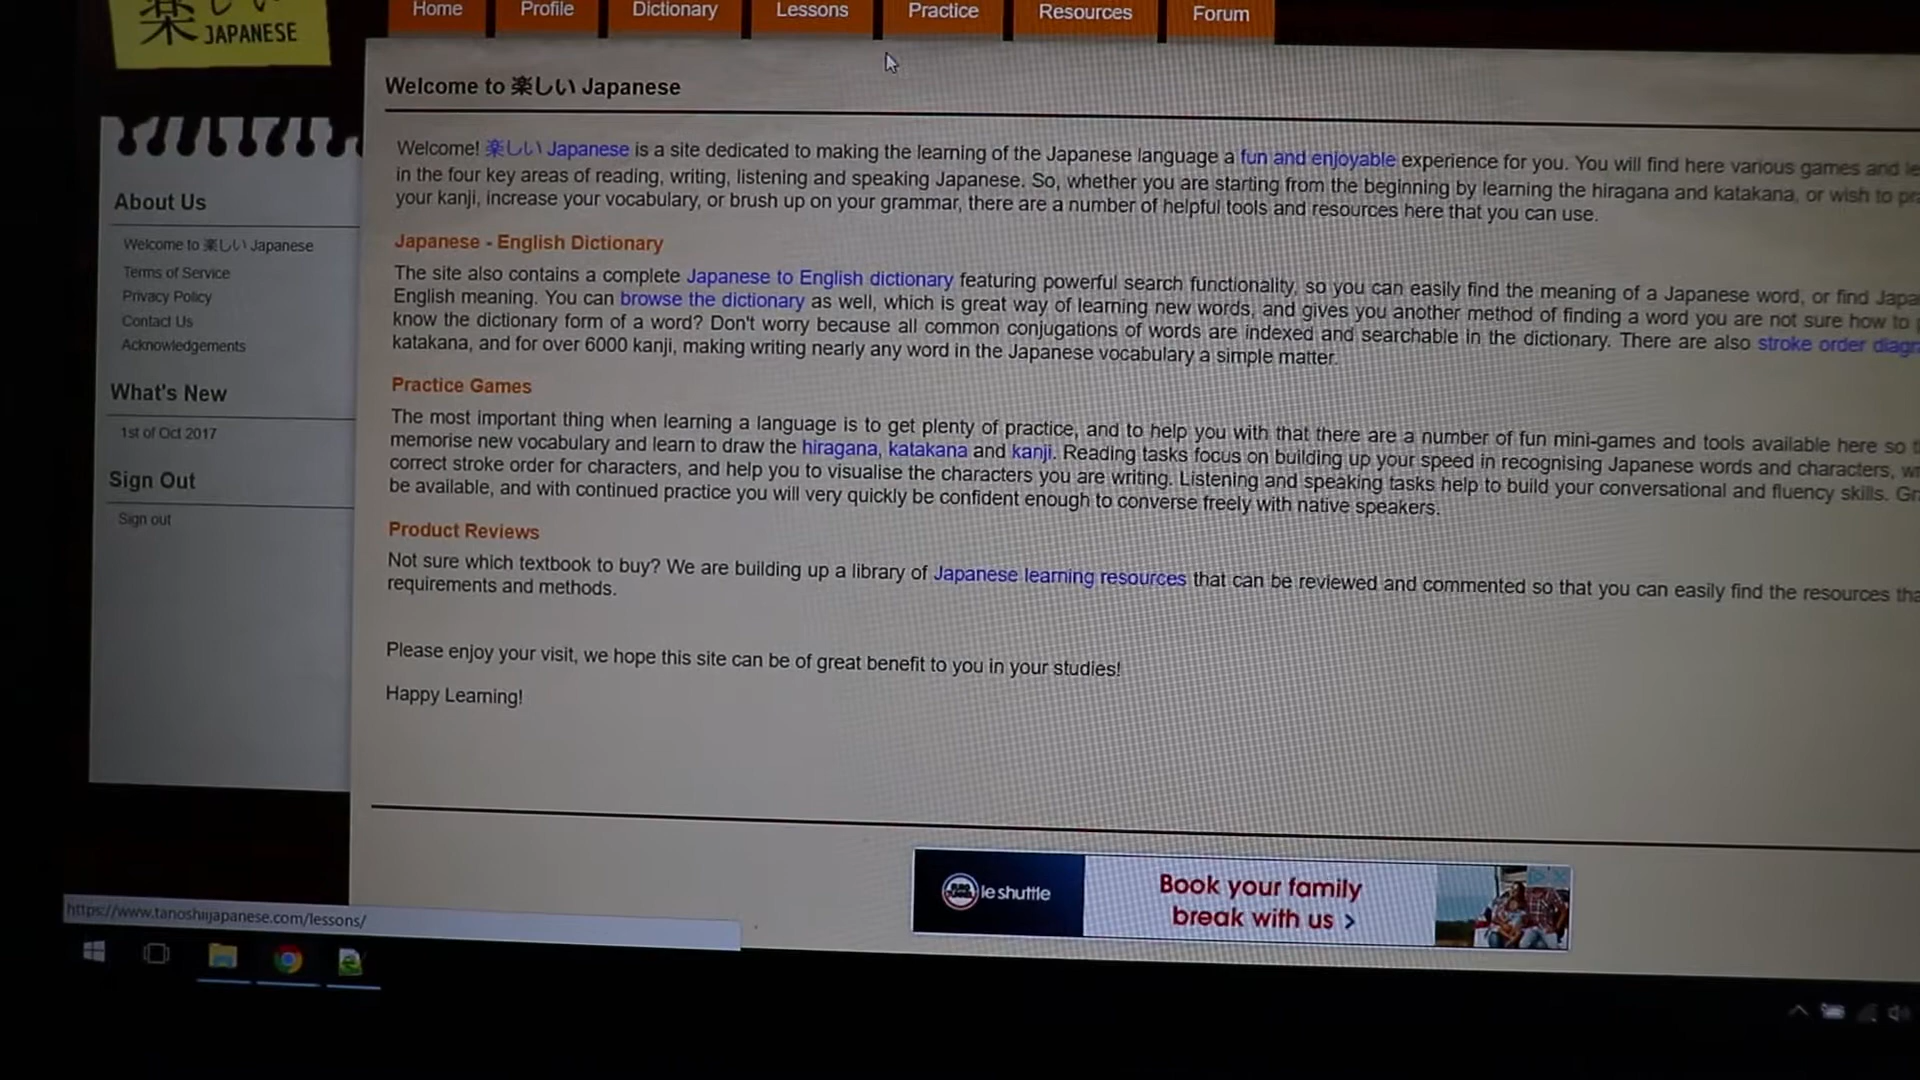 楽しい
JAPANESE
Home Profile Dictionary Lessons Practice Resources Forum
Welcome to 楽しい Japanese
Welcome! 楽しい Japanese is a site dedicated to making the learning of the Japanese language a fun and enjoyable experience for you. You will find here various games and
in the four key areas of reading, writing, listening and speaking Japanese. So, whether you are starting from the beginning by learning the hiragana and katakana, or wish to
your kanji, increase your vocabulary, or brush up on your grammar, there are a number of helpful tools and resources here that you can use.
Japanese - English Dictionary
The site also contains a complete Japanese to English dictionary featuring powerful search functionality, so you can easily find the meaning of a Japanese word, or find
English meaning. You can browse the dictionary as well, which is great way of learning new words, and gives you another method of finding a word you are not sure how to
know the dictionary form of a word? Don't worry because all common conjugations of words are indexed and searchable in the dictionary. There are also stroke order
katakana, and for over 6000 kanji, making writing nearly any word in the Japanese vocabulary a simple matter.
Practice Games
The most important thing when learning a language is to get plenty of practice, and to help you with that there are a number of fun mini-games and tools available here so
memorise new vocabulary and learn to draw the hiragana, katakana and kanji. Reading tasks focus on building up your speed in recognising Japanese words and characters,
correct stroke order for characters, and help you to visualise the characters you are writing. Listening and speaking tasks help to build your conversational and fluency skills.
be available, and with continued practice you will very quickly be confident enough to converse freely with native speakers.
Product Reviews
Not sure which textbook to buy? We are building up a library of Japanese learning resources that can be reviewed and commented so that you can easily find the resources
requirements and methods.
Please enjoy your visit, we hope this site can be of great benefit to you in your studies!
Happy Learning!
About Us
Welcome to 楽しい Japanese
Terms of Service
Privacy Policy
Contact Us
Acknowledgements
What's New
1st of Oct 2017
Sign Out
Sign out
le shuttle
Book your family
break with us >
https://www.tanoshiijapanese.com/lessons/